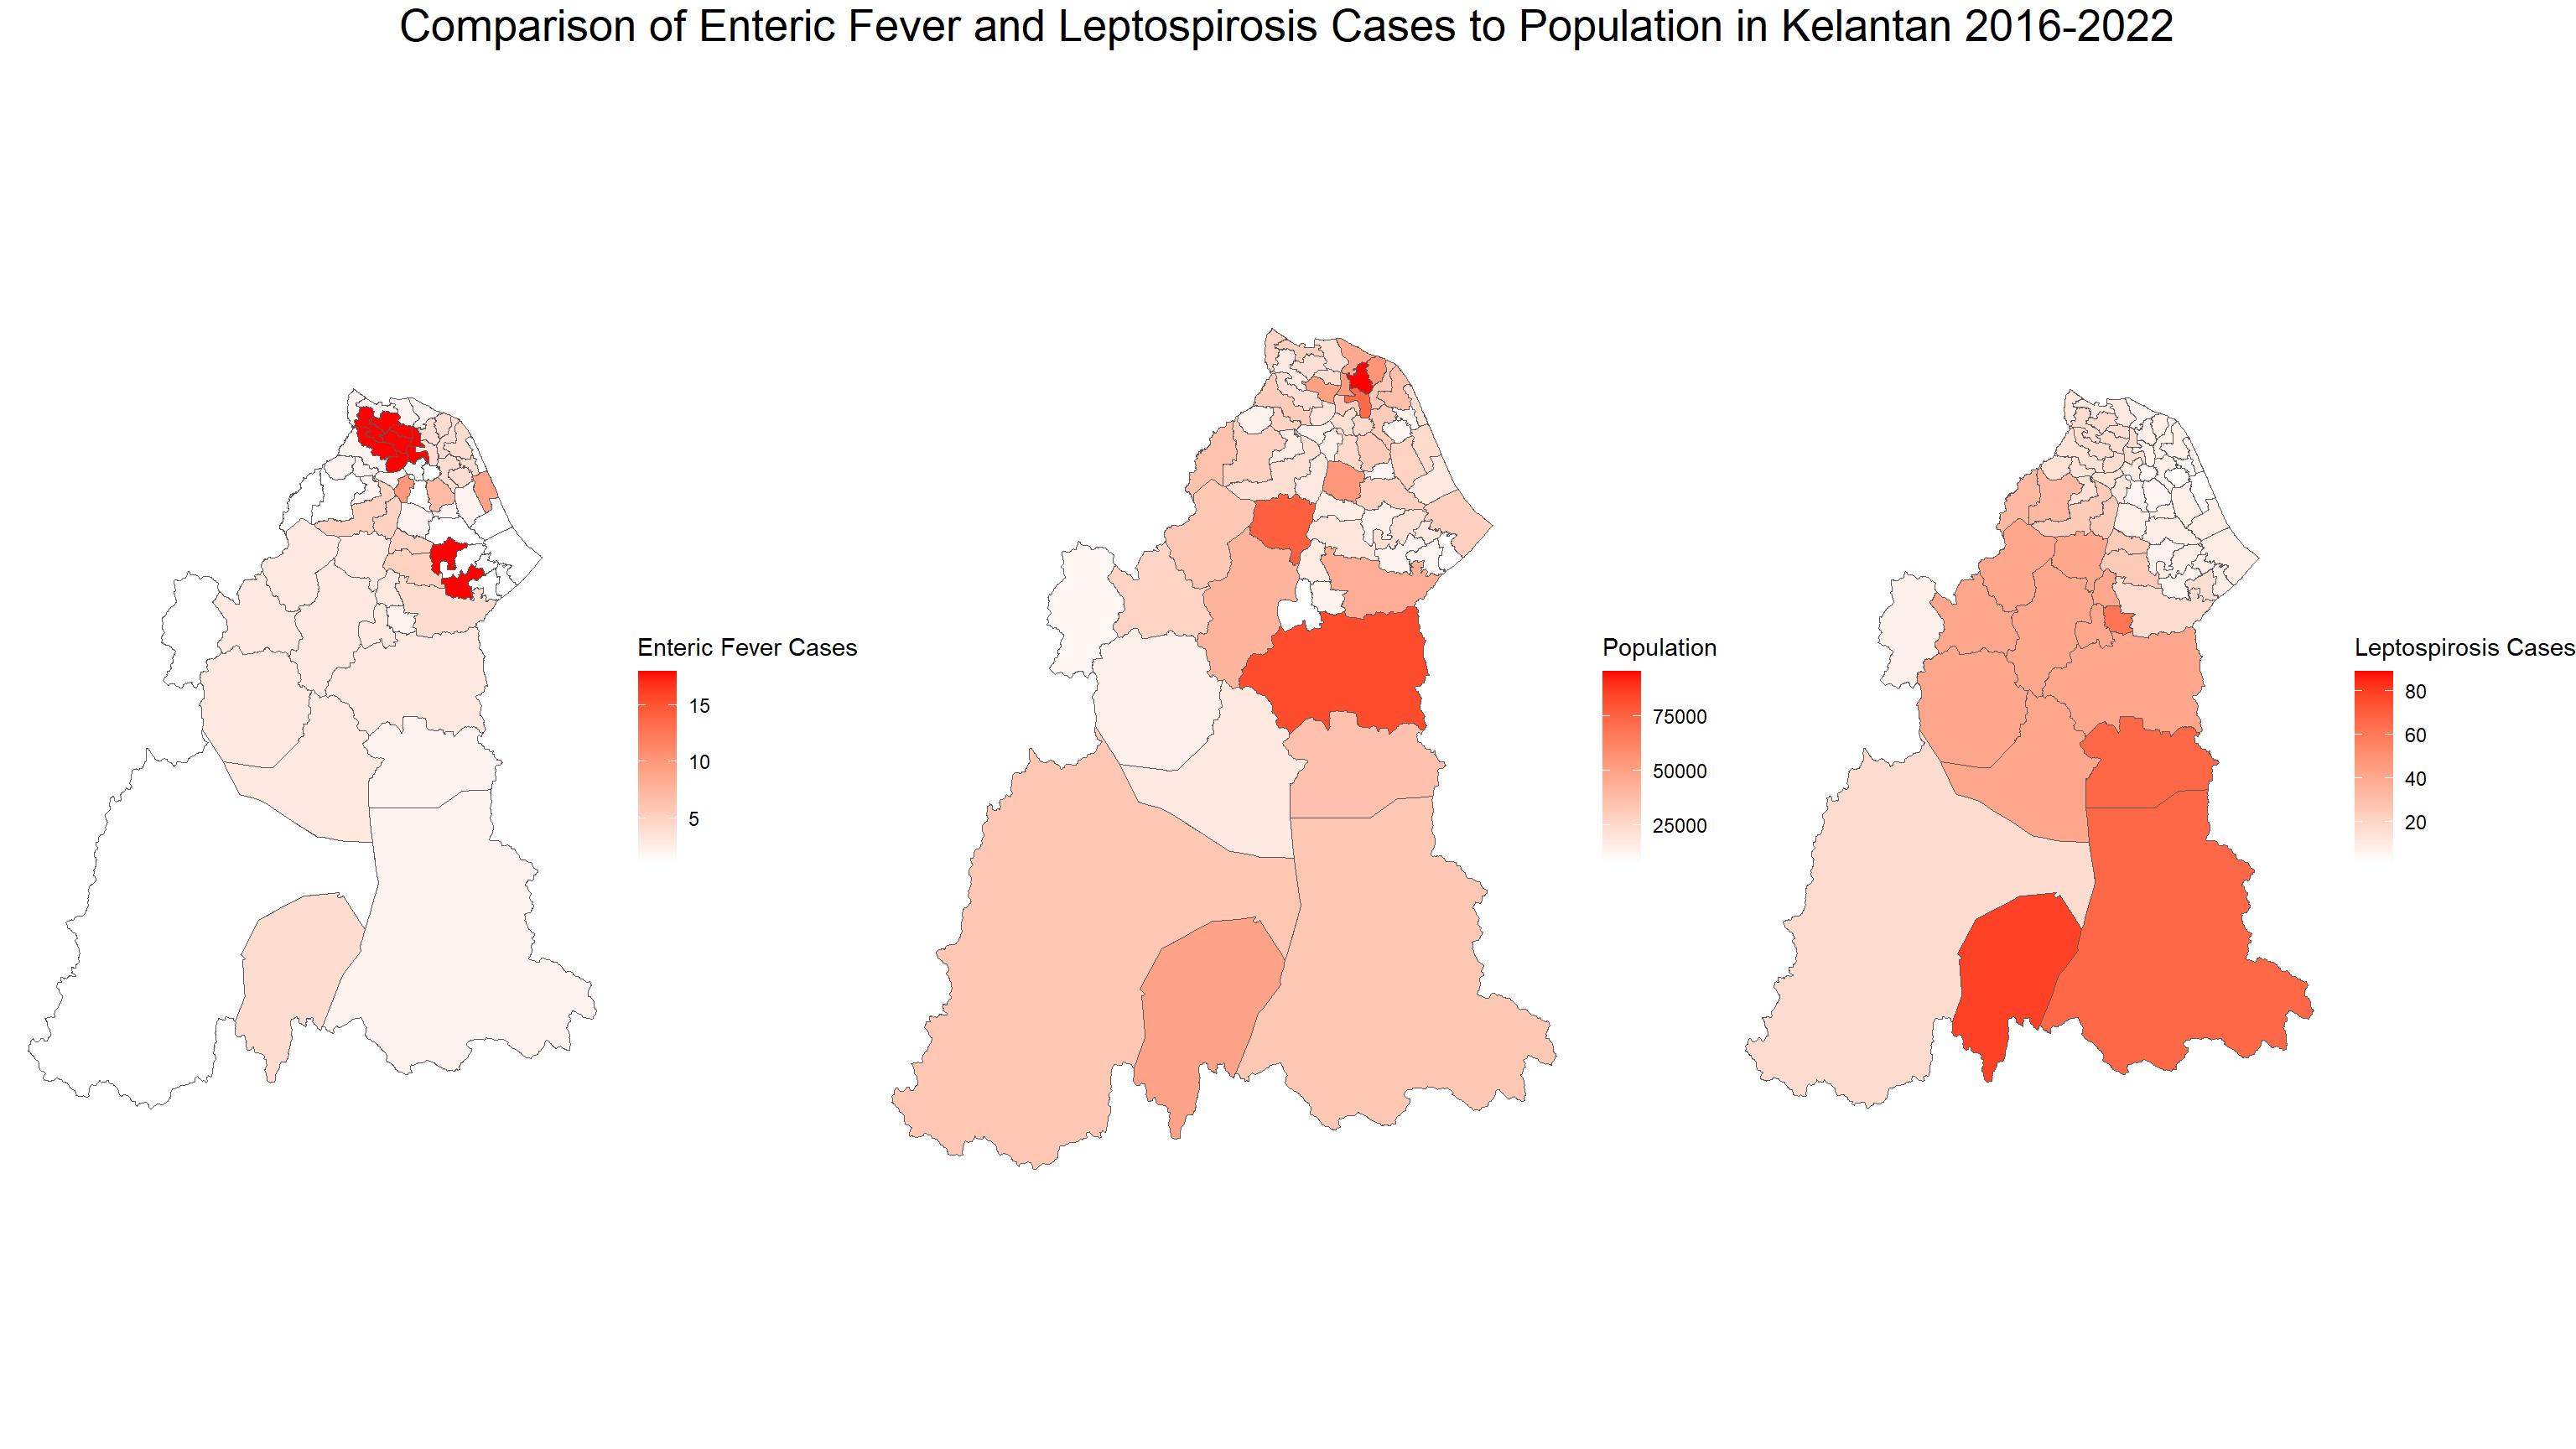 Comparison of Enteric Fever and Leptospirosis Cases to Population in Kelantan 2016-2022
Enteric Fever Cases
15
10
5
Population
75000
50000
25000
Leptospirosis Cases
80
60
40
20